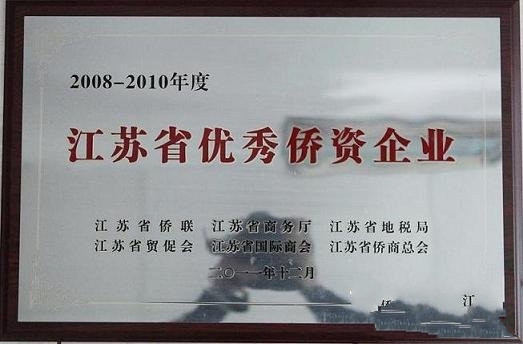 2008-2010年度
江苏省优秀侨资企业
江苏省侨联 江苏省商务厅 江苏省地税局
江苏省贸促会 江苏省国际商会 江苏省侨商总会
二〇一一年十二月
侨 江